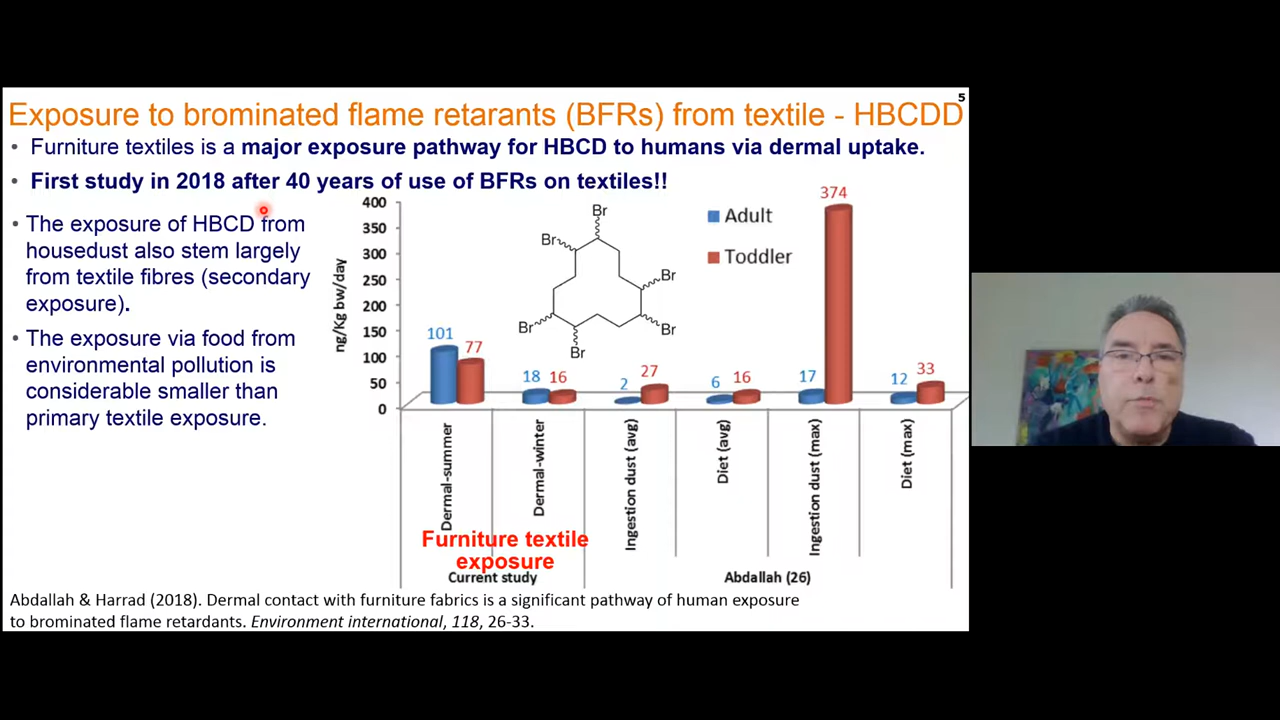 5
Exposure to brominated flame retarants (BFRs) from textile - HBCDD
• Furniture textiles is a major exposure pathway for HBCD to humans via dermal uptake.
• First study in 2018 after 40 years of use of BFRs on textiles!!
• The exposure of HBCD from
housedust also stem largely
from textile fibres (secondary
exposure).
• The exposure via food from
environmental pollution is
considerable smaller than
primary textile exposure.
ng/Kg bw/day
400
350
300
250
200
150
100
50
0
Br
Br
Br
Br
Br
Br
Adult
Toddler
101
77
18
16
2
27
6
16
17
374
12
33
Dermal-summer
Dermal-winter
Ingestion dust (avg)
Diet (avg)
Ingestion dust (max)
Diet (max)
Furniture textile
exposure
Current study
Abdallah (26)
Abdallah & Harrad (2018). Dermal contact with furniture fabrics is a significant pathway of human exposure
to brominated flame retardants. Environment international, 118, 26-33.